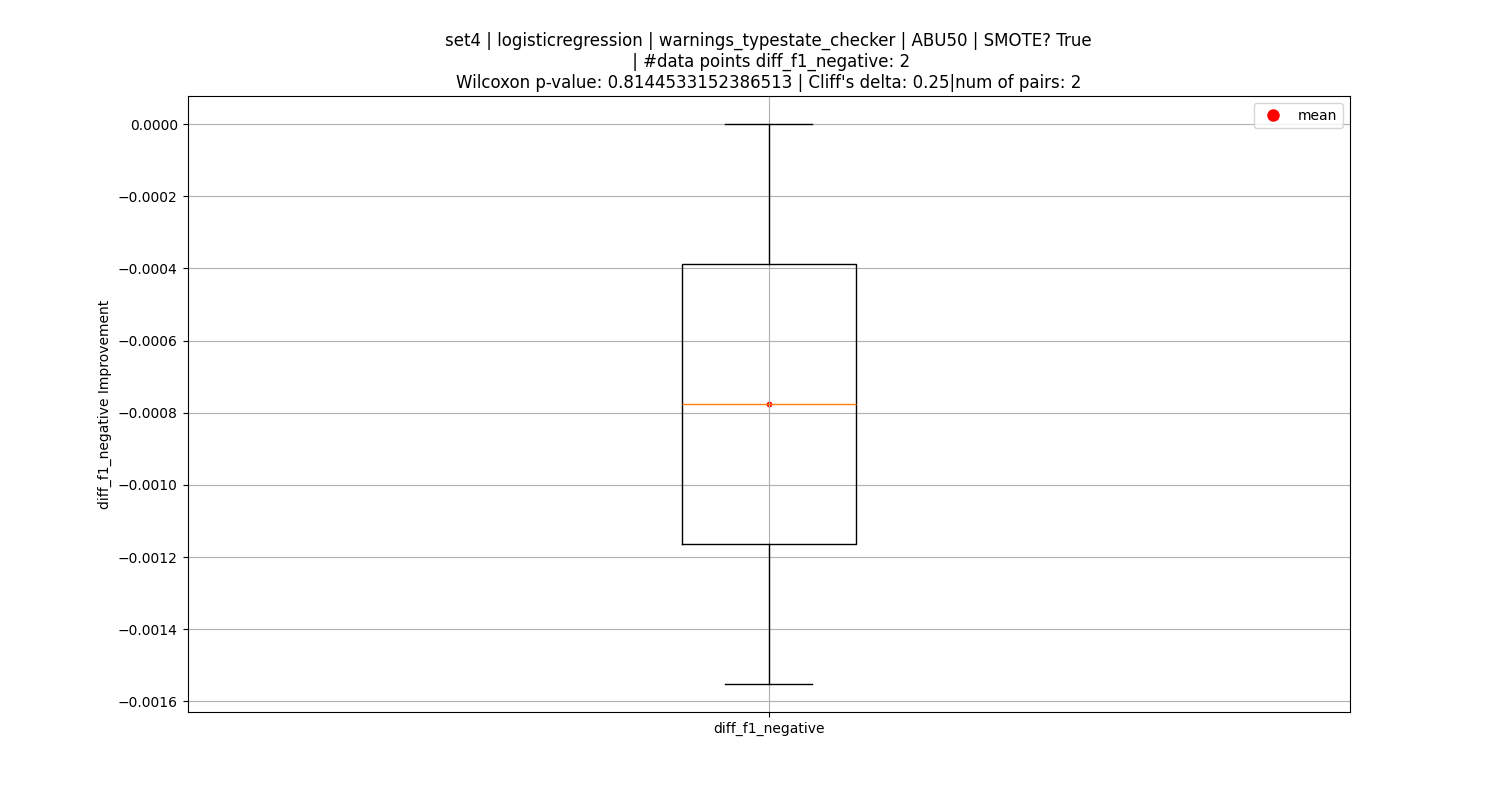 set4 | logisticregression | warnings_typestate_checker | ABU50 | SMOTE? True
| #data points diff_f1_negative: 2
Wilcoxon p-value: 0.8144533152386513 | Cliff's delta: 0.25|num of pairs: 2
mean
0.0000
−0.0002
−0.0004
−0.0006
−0.0008
−0.0010
−0.0012
−0.0014
−0.0016
diff_f1_negative Improvement
diff_f1_negative